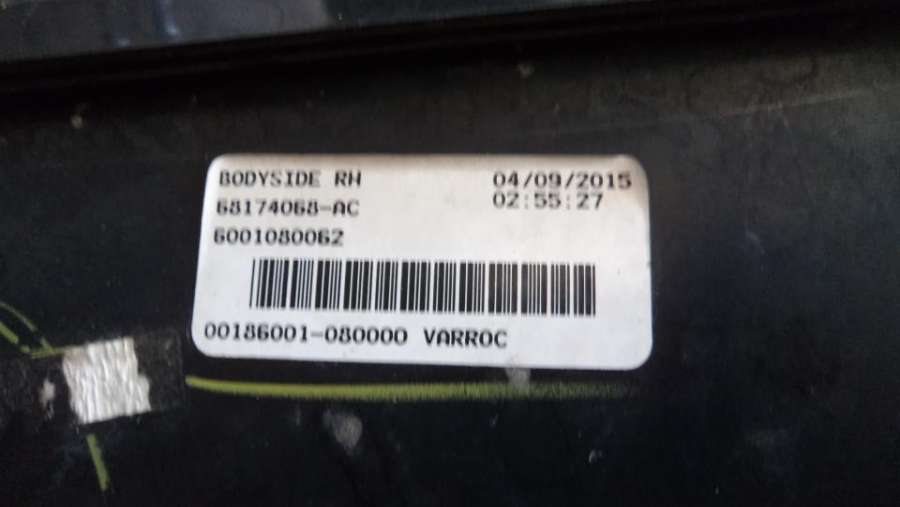 BODYSIDE RH 04/09/2015
68174068-AC 02:55:27
6001080062
00186001-080000 VARROC